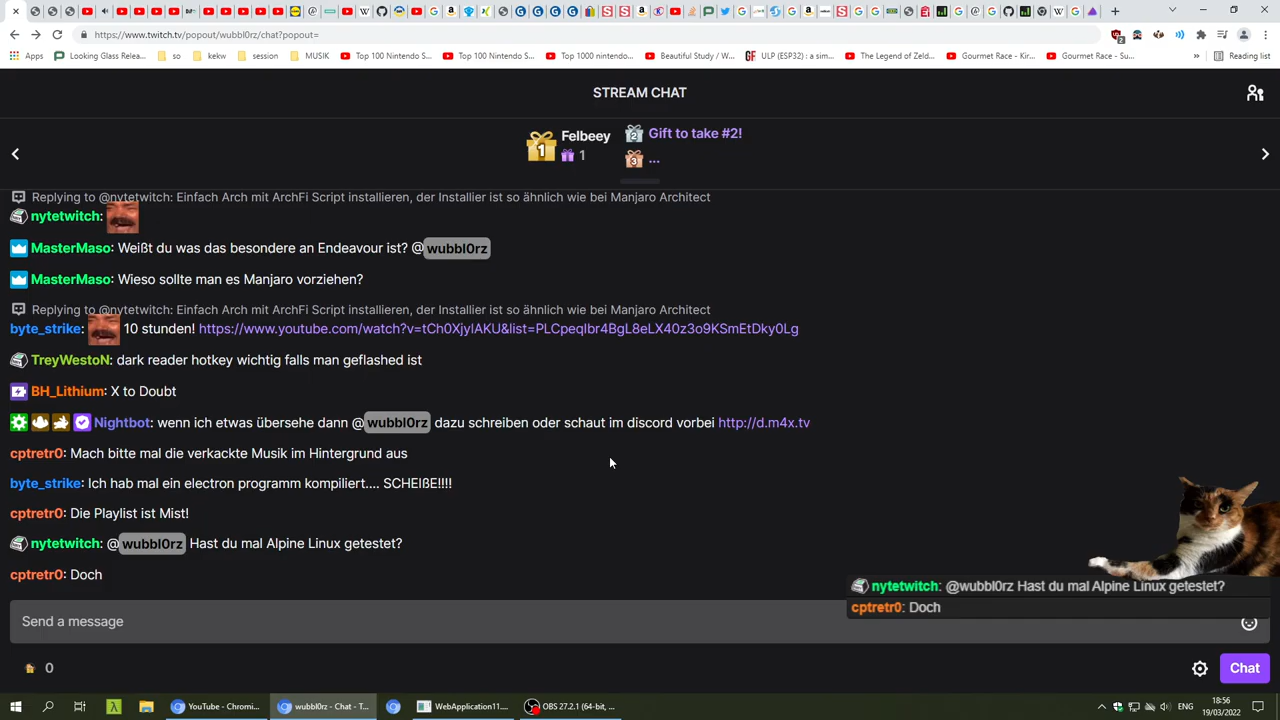 https://www.twitch.tv/popout/wubbl0rz/chat?popout=
Apps
Looking Glass Relea...
so
kekw
session
MUSIK
Top 100 Nintendo S...
Top 100 Nintendo S...
Top 1000 nintendo...
Beautiful Study / W...
ULP (ESP32) : a sim...
The Legend of Zeld...
Gourmet Race - Kir...
Gourmet Race - Su...
»
Reading list
STREAM CHAT
1
Felbeey
1
2
Gift to take #2!
3
...
Replying to @nytetwitch: Einfach Arch mit ArchFi Script installieren, der Installier ist so ähnlich wie bei Manjaro Architect
nytetwitch:
MasterMaso: Weißt du was das besondere an Endeavour ist? @wubbl0rz
MasterMaso: Wieso sollte man es Manjaro vorziehen?
Replying to @nytetwitch: Einfach Arch mit ArchFi Script installieren, der Installier ist so ähnlich wie bei Manjaro Architect
byte_strike: 10 stunden! https://www.youtube.com/watch?v=tCh0XjylAKU&list=PLCpeqIbr4BgL8eLX40z3o9KSmEtDky0Lg
TreyWestoN: dark reader hotkey wichtig falls man geflashed ist
BH_Lithium: X to Doubt
Nightbot: wenn ich etwas übersehe dann @wubbl0rz dazu schreiben oder schaut im discord vorbei http://d.m4x.tv
cptretr0: Mach bitte mal die verkackte Musik im Hintergrund aus
byte_strike: Ich hab mal ein electron programm kompiliert.... SCHEIßE!!!!
cptretr0: Die Playlist ist Mist!
nytetwitch: @wubbl0rz Hast du mal Alpine Linux getestet?
cptretr0: Doch
nytetwitch: @wubbl0rz Hast du mal Alpine Linux getestet?
cptretr0: Doch
Send a message
0
Chat
YouTube - Chromi...
wubbl0rz - Chat - T...
WebApplication11....
OBS 27.2.1 (64-bit, ...
ENG
18:56
19/03/2022